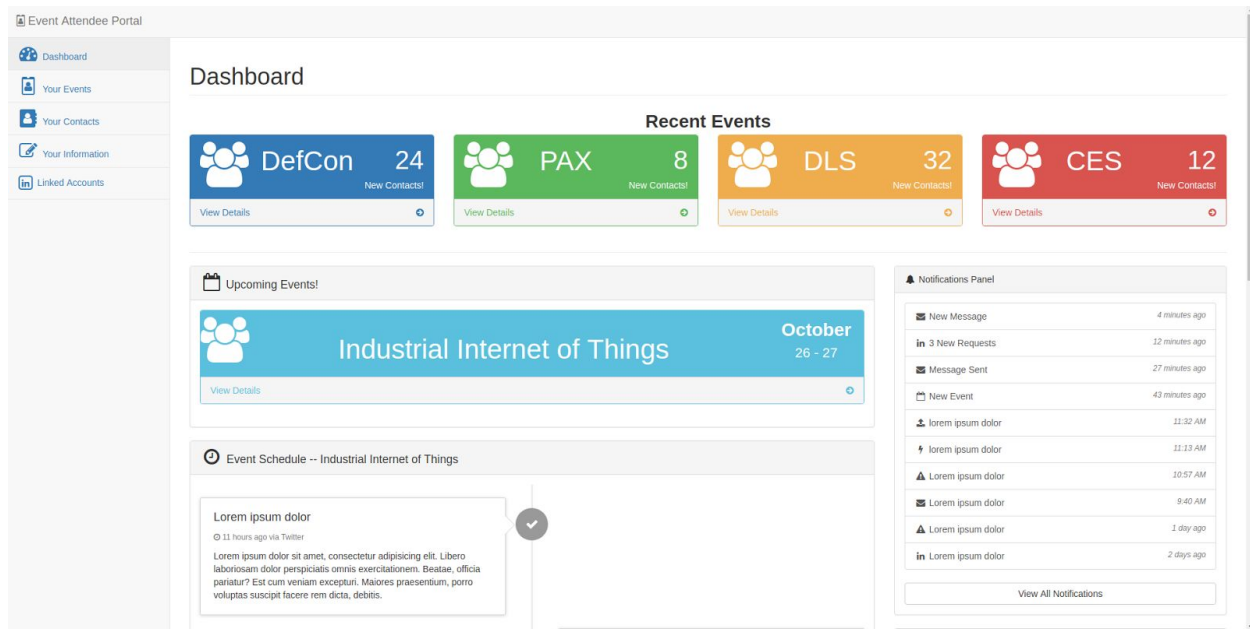 Event Attendee Portal
Dashboard
Your Events
Your Contacts
Your Information
Linked Accounts
Dashboard
Recent Events
DefCon 24
New Contacts!
View Details
PAX 8
New Contacts!
View Details
DLS 32
New Contacts!
View Details
CES 12
New Contacts!
View Details
Upcoming Events!
Industrial Internet of Things
October
26 - 27
View Details
Event Schedule -- Industrial Internet of Things
Lorem ipsum dolor
11 hours ago via Twitter
Lorem ipsum dolor sit amet, consectetur adipisicing elit. Libero
laboriosam dolor perspiciatis omnis exercitationem. Beatae, officia
pariatur? Est cum veniam excepturi. Maiores praesentium, porro
voluptas suscipit facere rem dicta, debitis.
Notifications Panel
New Message 4 minutes ago
in 3 New Requests 12 minutes ago
Message Sent 27 minutes ago
New Event 43 minutes ago
lorem ipsum dolor 11:32 AM
lorem ipsum dolor 11:13 AM
Lorem ipsum dolor 10:57 AM
Lorem ipsum dolor 9:40 AM
Lorem ipsum dolor 1 day ago
in Lorem ipsum dolor 2 days ago
View All Notifications